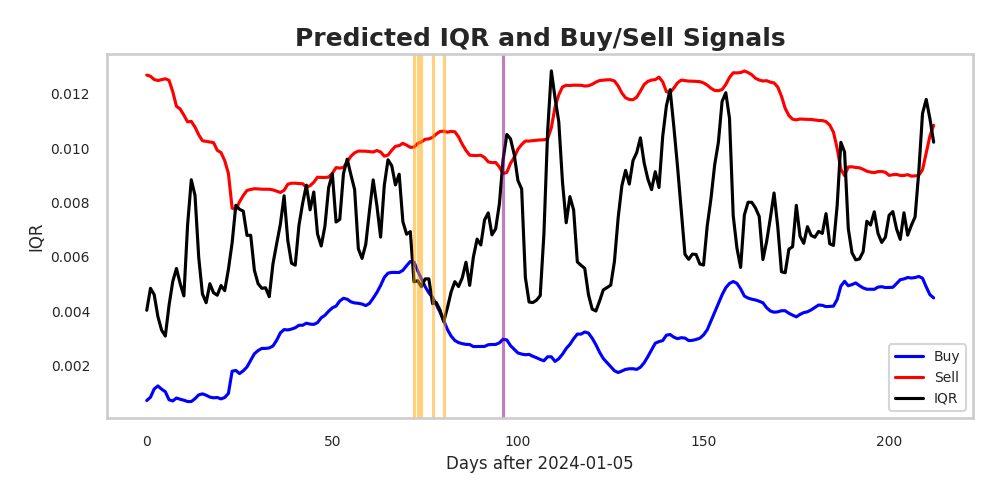 Predicted IQR and Buy/Sell Signals
IQR
0.012
0.010
0.008
0.006
0.004
0.002
0
50
100
150
200
Days after 2024-01-05
Buy
Sell
IQR